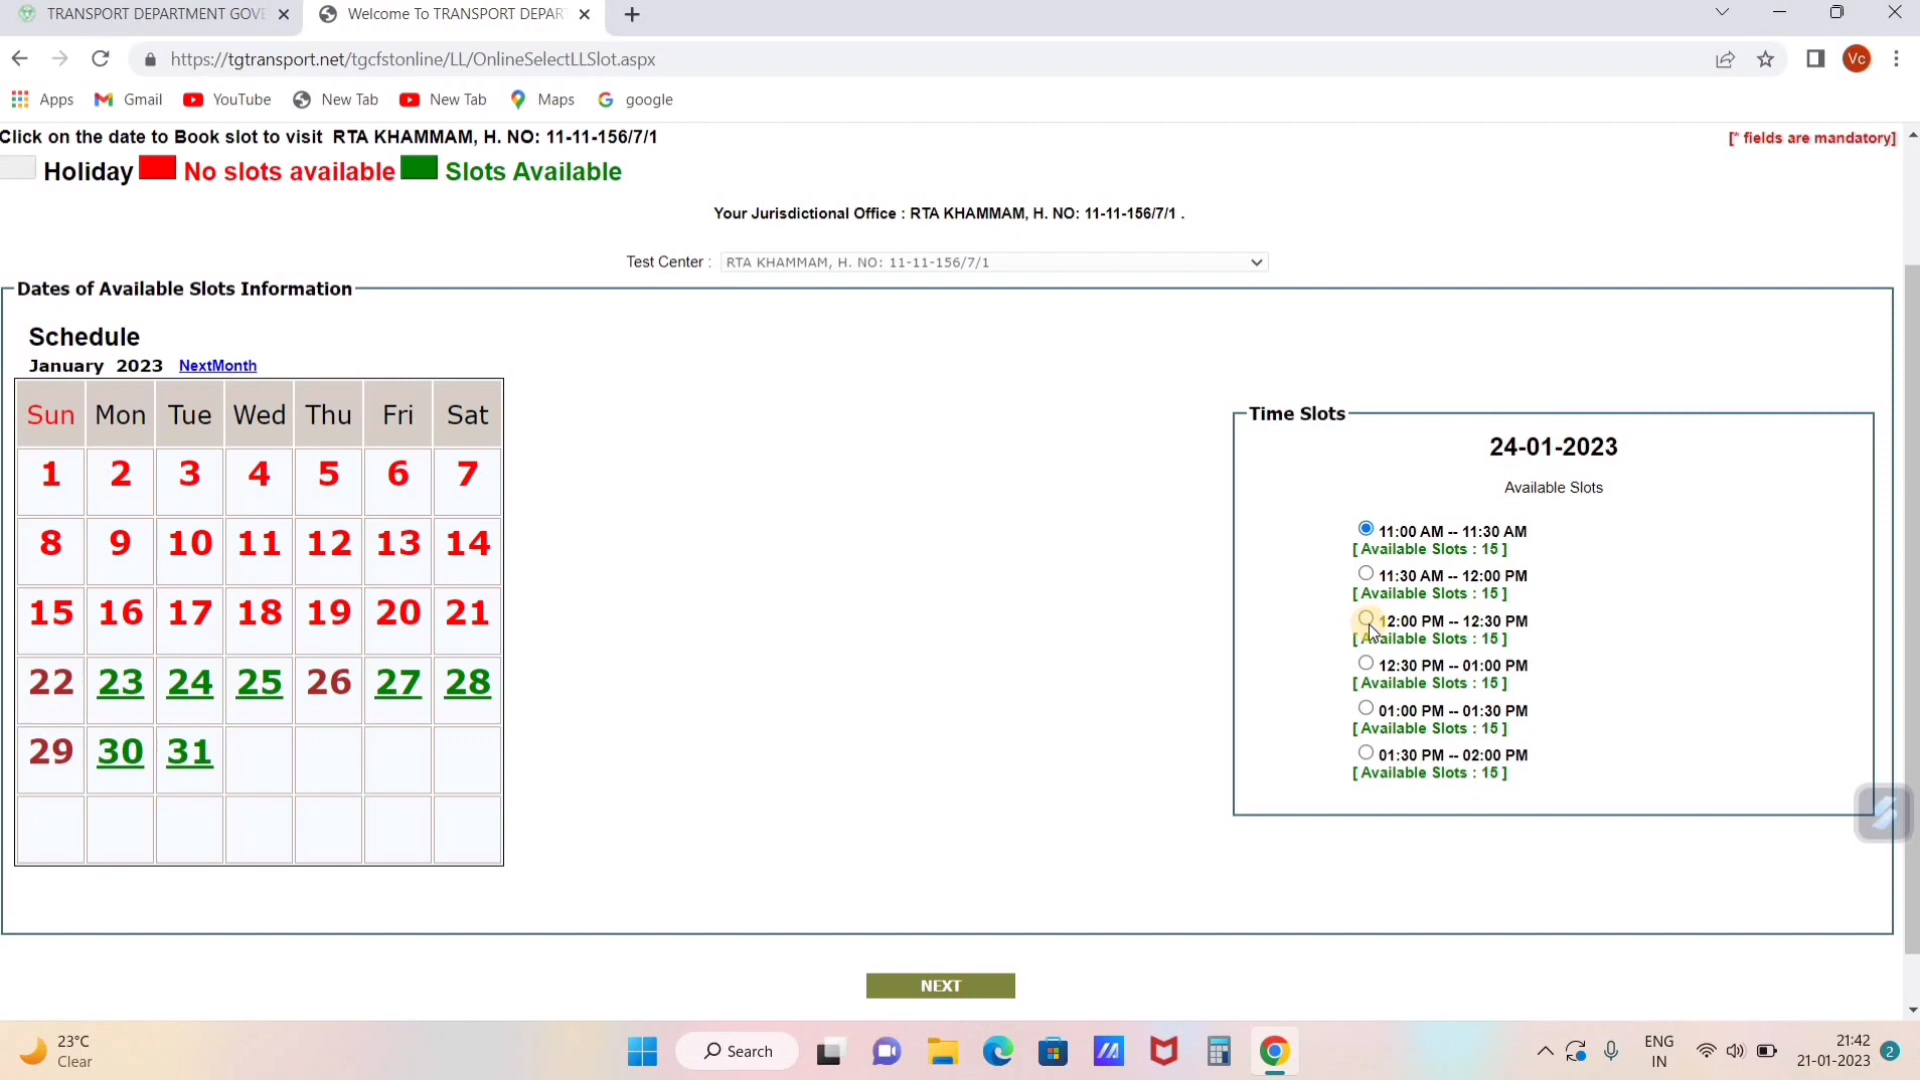 TRANSPORT DEPARTMENT GOVE
Welcome To TRANSPORT DEPAR
https://tgtransport.net/tgcfstonline/LL/OnlineSelectLLSlot.aspx
Vc
Apps Gmail YouTube New Tab New Tab Maps google
Click on the date to Book slot to visit RTA KHAMMAM, H. NO: 11-11-156/7/1
[* fields are mandatory]
Holiday No slots available Slots Available
Your Jurisdictional Office : RTA KHAMMAM, H. NO: 11-11-156/7/1 .
Test Center : RTA KHAMMAM, H. NO: 11-11-156/7/1
Dates of Available Slots Information
Schedule
January 2023 NextMonth
Sun Mon Tue Wed Thu Fri Sat
1 2 3 4 5 6 7
8 9 10 11 12 13 14
15 16 17 18 19 20 21
22 23 24 25 26 27 28
29 30 31
Time Slots
24-01-2023
Available Slots
11:00 AM -- 11:30 AM
[ Available Slots : 15 ]
11:30 AM -- 12:00 PM
[ Available Slots : 15 ]
12:00 PM -- 12:30 PM
[ Available Slots : 15 ]
12:30 PM -- 01:00 PM
[ Available Slots : 15 ]
01:00 PM -- 01:30 PM
[ Available Slots : 15 ]
01:30 PM -- 02:00 PM
[ Available Slots : 15 ]
NEXT
23°C
Clear
Search
ENG
IN
21:42
21-01-2023
2